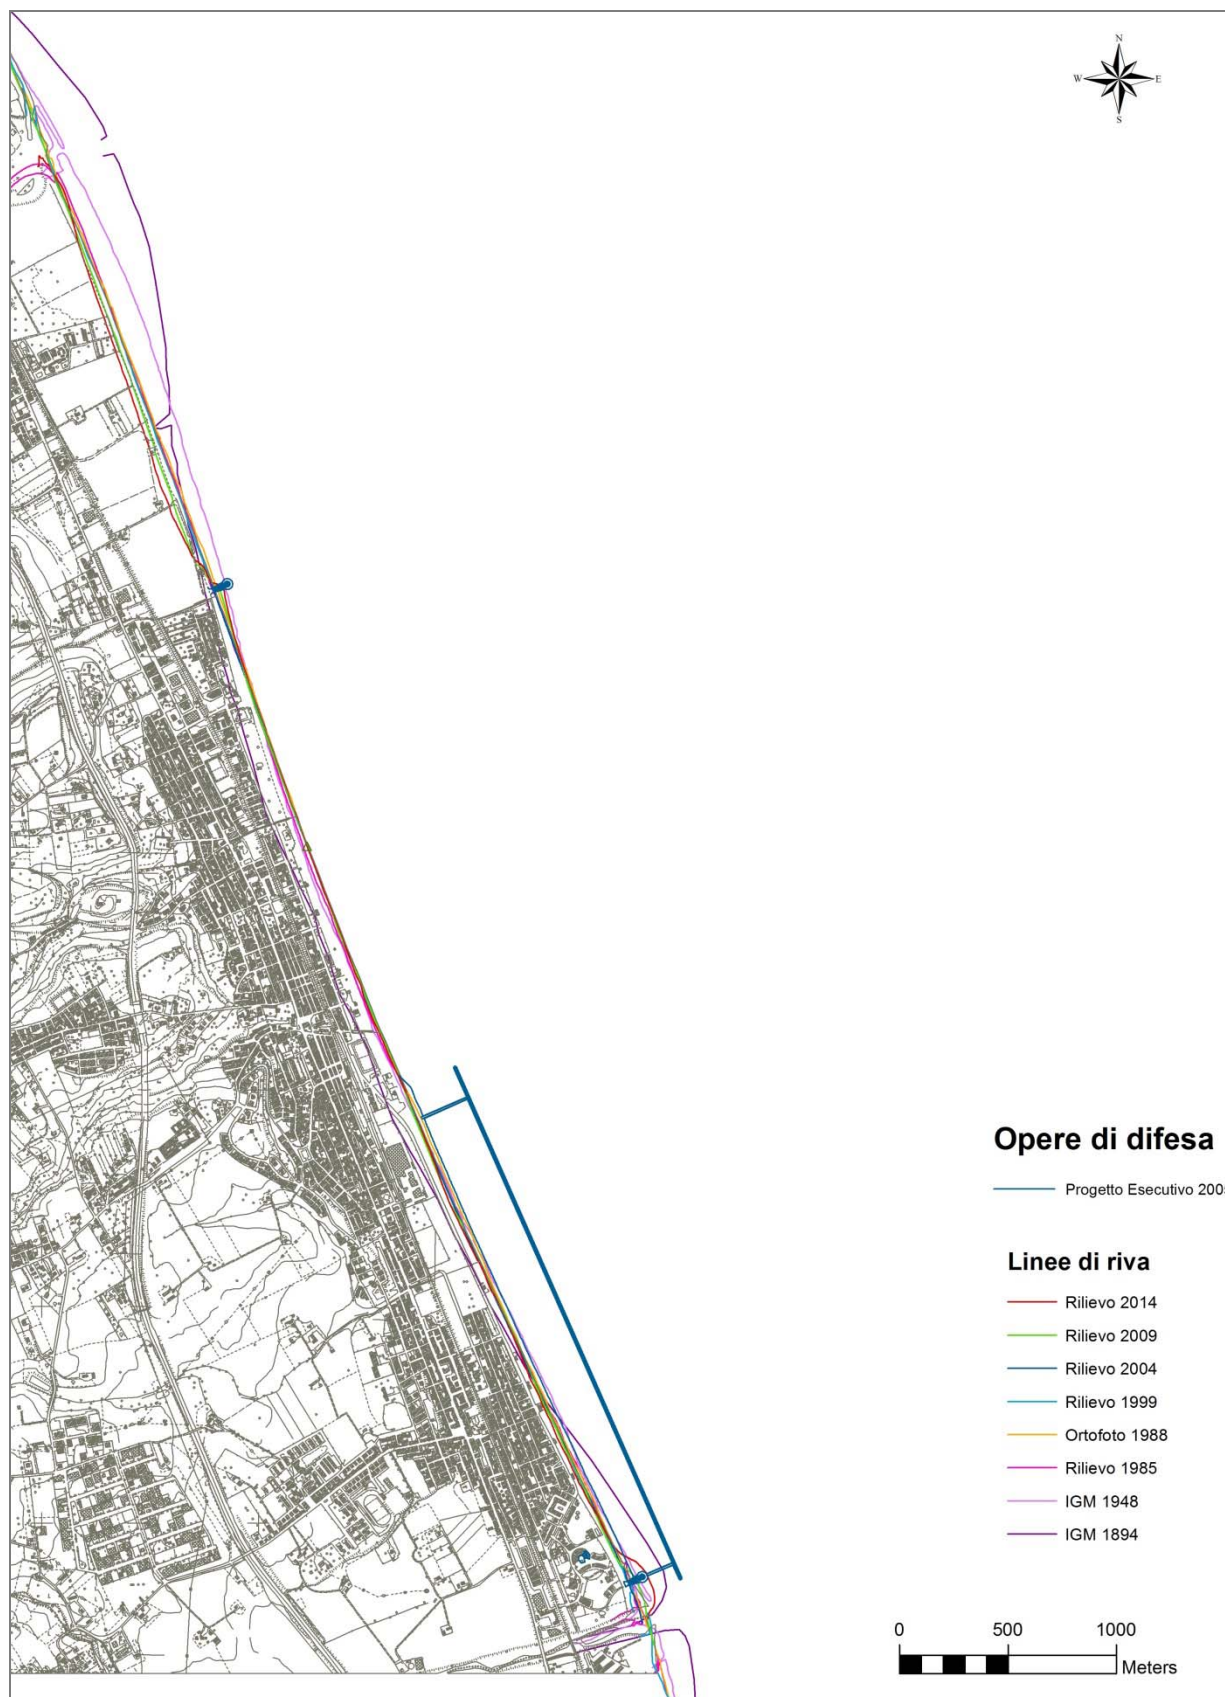 N
W E
S
Opere di difesa
Progetto Esecutivo 200
Linee di riva
Rilievo 2014
Rilievo 2009
Rilievo 2004
Rilievo 1999
Ortofoto 1988
Rilievo 1985
IGM 1948
IGM 1894
0 500 1000
Meters